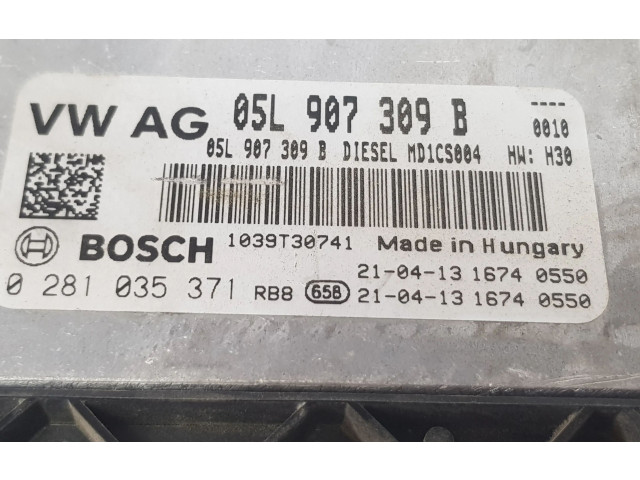 VW AG 05L 907 309 B ----
0010
05L 907 309 B DIESEL MD1CS004 HW: H30
BOSCH 1039T30741 Made in Hungary
21-04-13 1674 0550
0 281 035 371 RB8 65B 21-04-13 1674 0550